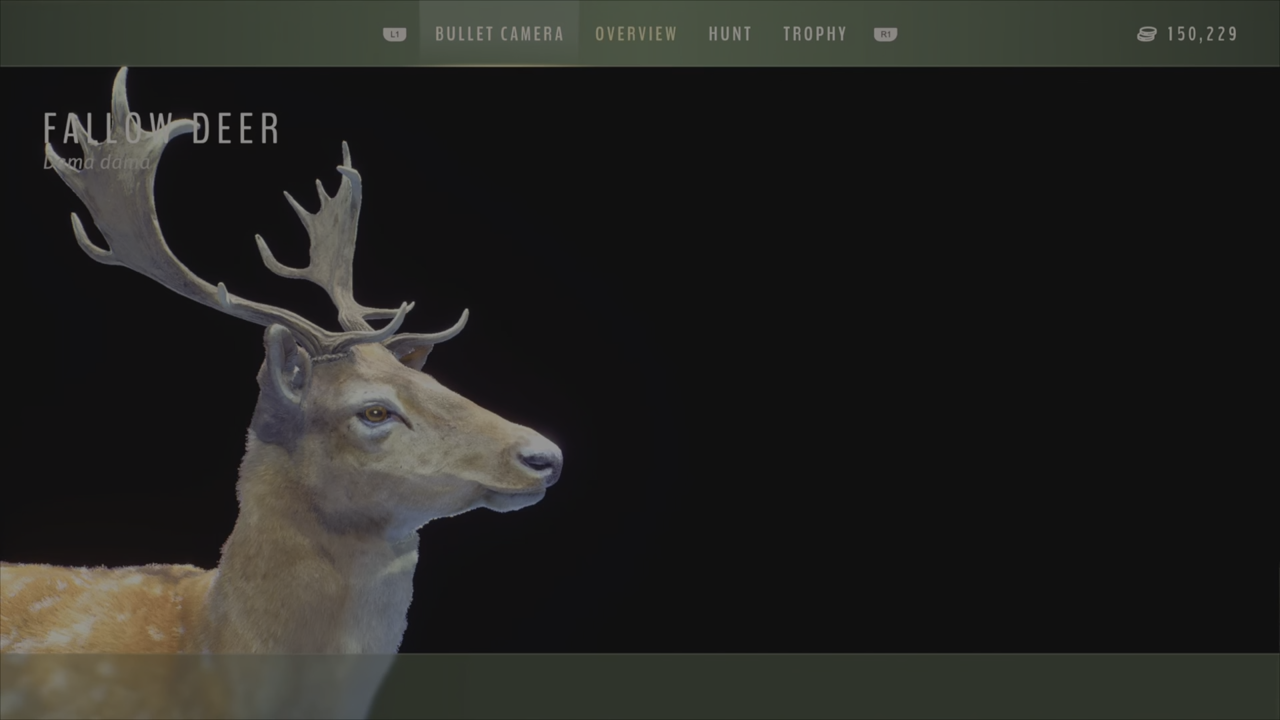 L1 BULLET CAMERA OVERVIEW HUNT TROPHY R1 150,229
FALLOW DEER
Dama dama